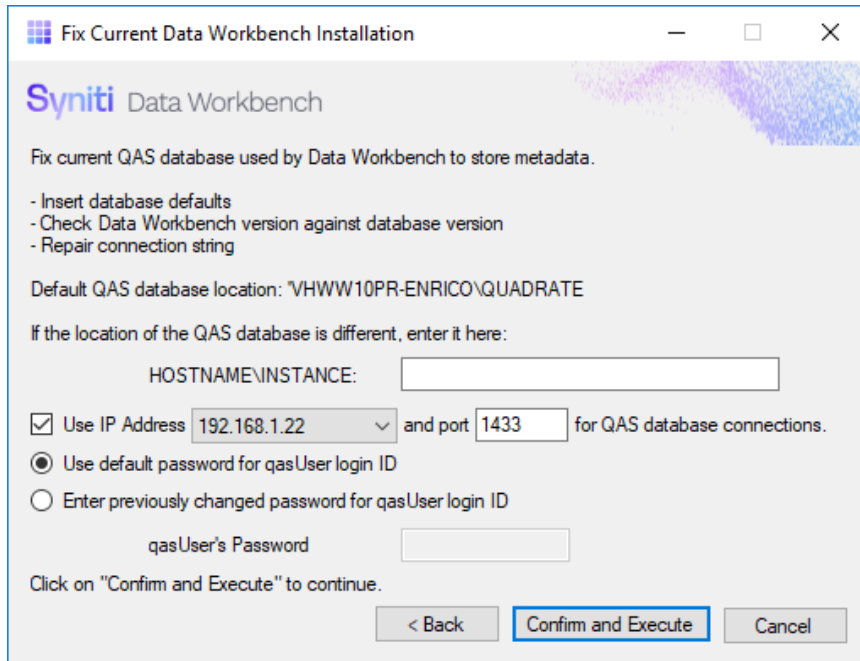 Fix Current Data Workbench Installation
Syniti Data Workbench
Fix current QAS database used by Data Workbench to store metadata.
- Insert database defaults
- Check Data Workbench version against database version
- Repair connection string
Default QAS database location: 'VHWW10PR-ENRICO\QUADRATE
If the location of the QAS database is different, enter it here:
HOSTNAME\INSTANCE:
Use IP Address 192.168.1.22 and port 1433 for QAS database connections.
Use default password for qasUser login ID
Enter previously changed password for qasUser login ID
qasUser's Password
Click on "Confirm and Execute" to continue.
< Back Confirm and Execute Cancel